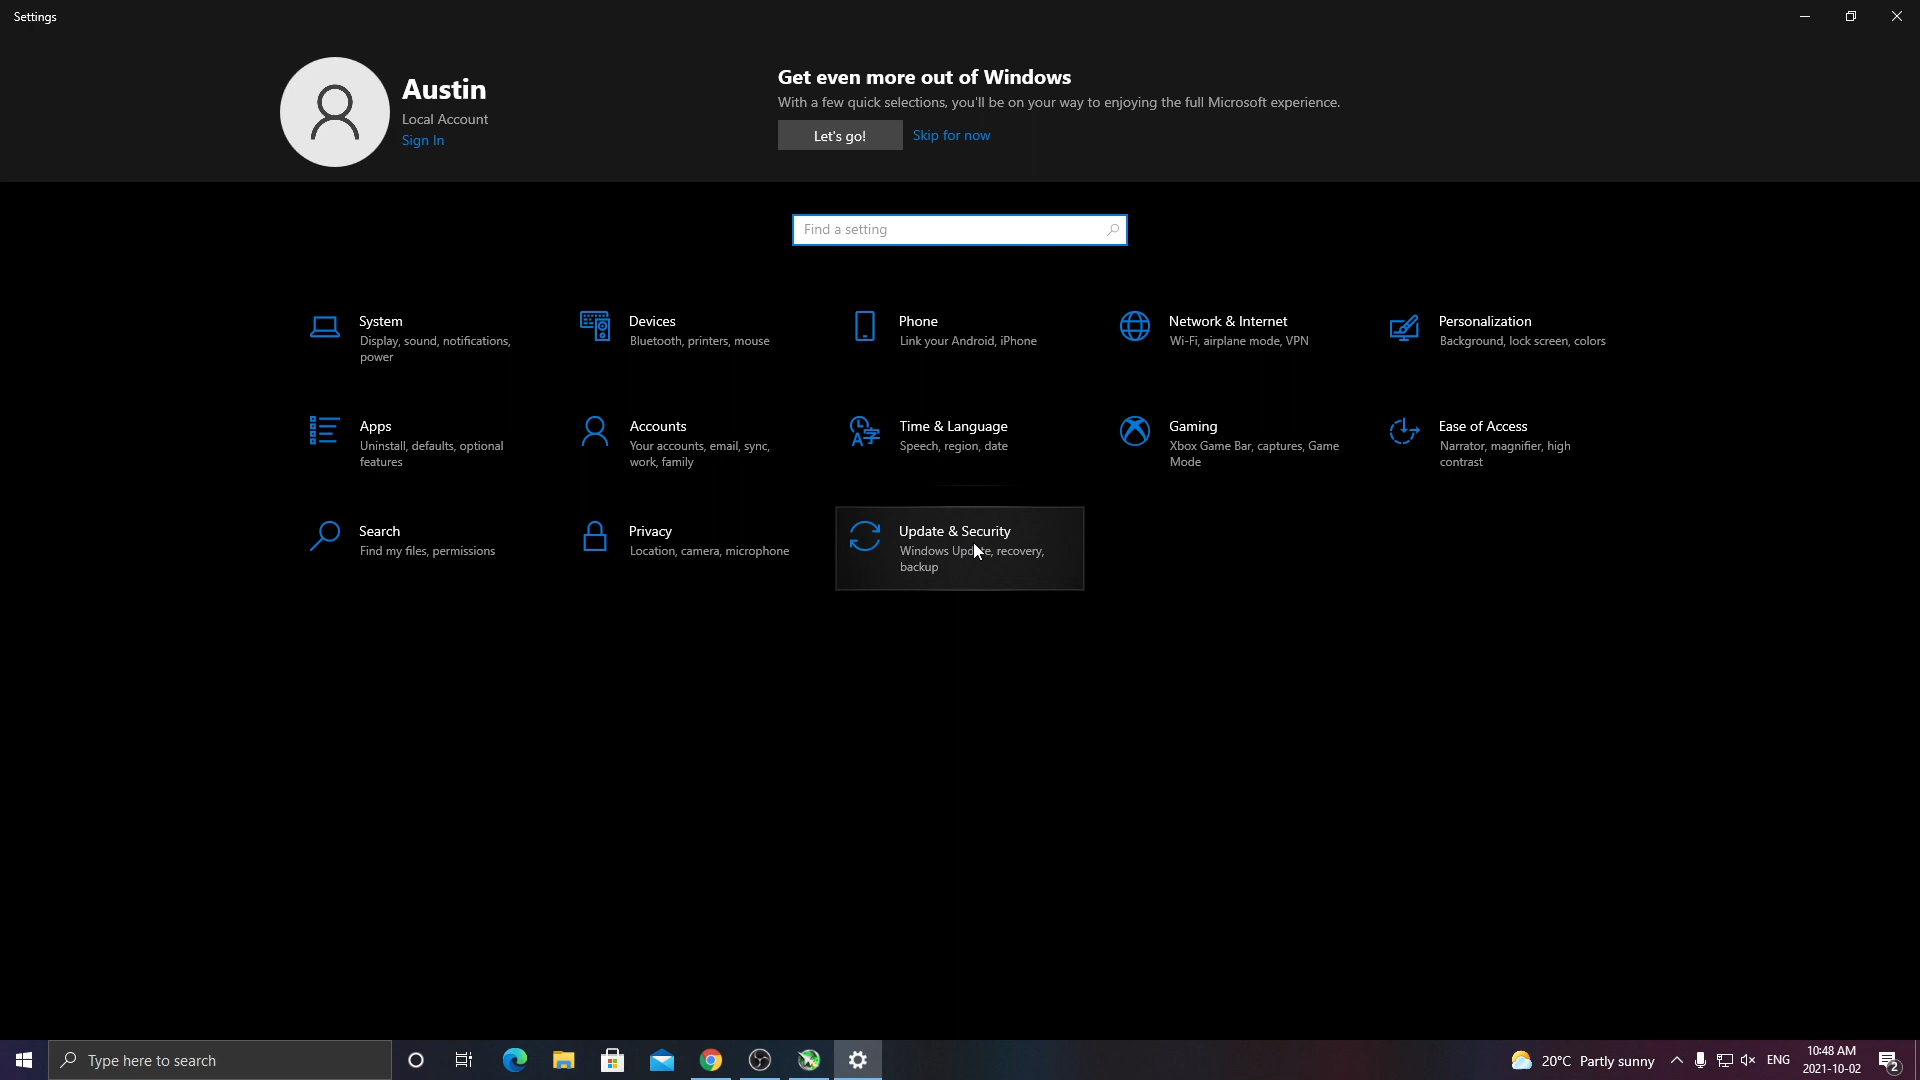 Settings
Austin
Local Account
Sign In
Get even more out of Windows
With a few quick selections, you'll be on your way to enjoying the full Microsoft experience.
Let's go!
Skip for now
Find a setting
System
Display, sound, notifications,
power
Devices
Bluetooth, printers, mouse
Phone
Link your Android, iPhone
Network & Internet
Wi-Fi, airplane mode, VPN
Personalization
Background, lock screen, colors
Apps
Uninstall, defaults, optional
features
Accounts
Your accounts, email, sync,
work, family
Time & Language
Speech, region, date
Gaming
Xbox Game Bar, captures, Game
Mode
Ease of Access
Narrator, magnifier, high
contrast
Search
Find my files, permissions
Privacy
Location, camera, microphone
Update & Security
Windows Update, recovery,
backup
Type here to search
20°C Partly sunny
ENG
10:48 AM
2021-10-02
2